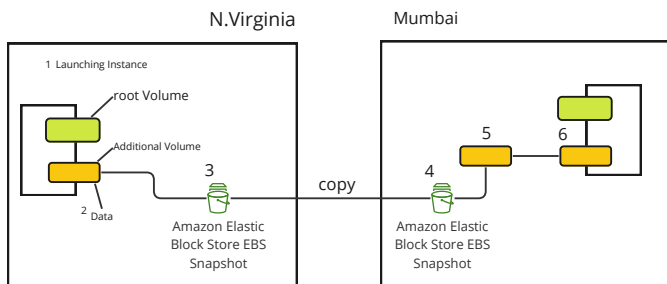 N.Virginia
Mumbai
1 Launching Instance
root Volume
Additional Volume
2 Data
3
Amazon Elastic
Block Store EBS
Snapshot
copy
4
Amazon Elastic
Block Store EBS
Snapshot
5
6